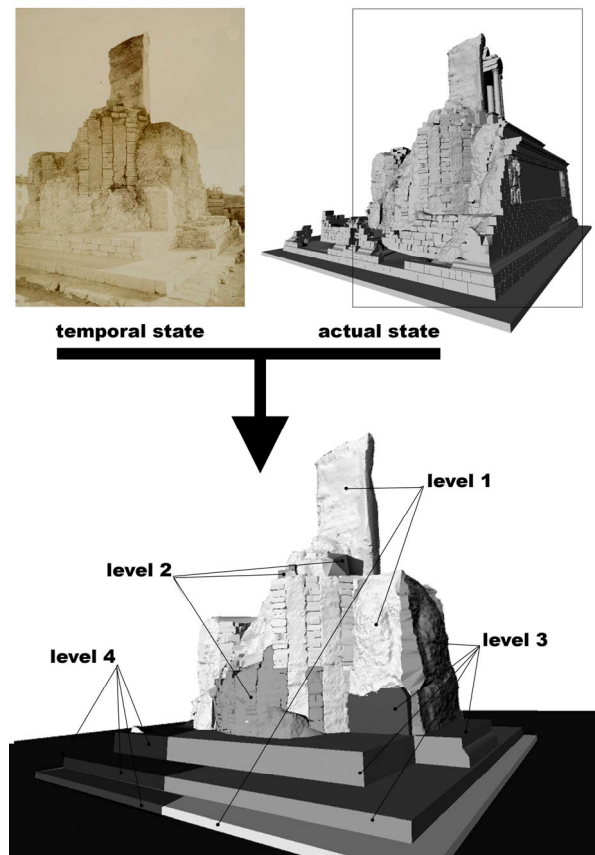 temporal state
actual state
level 1
level 2
level 3
level 4